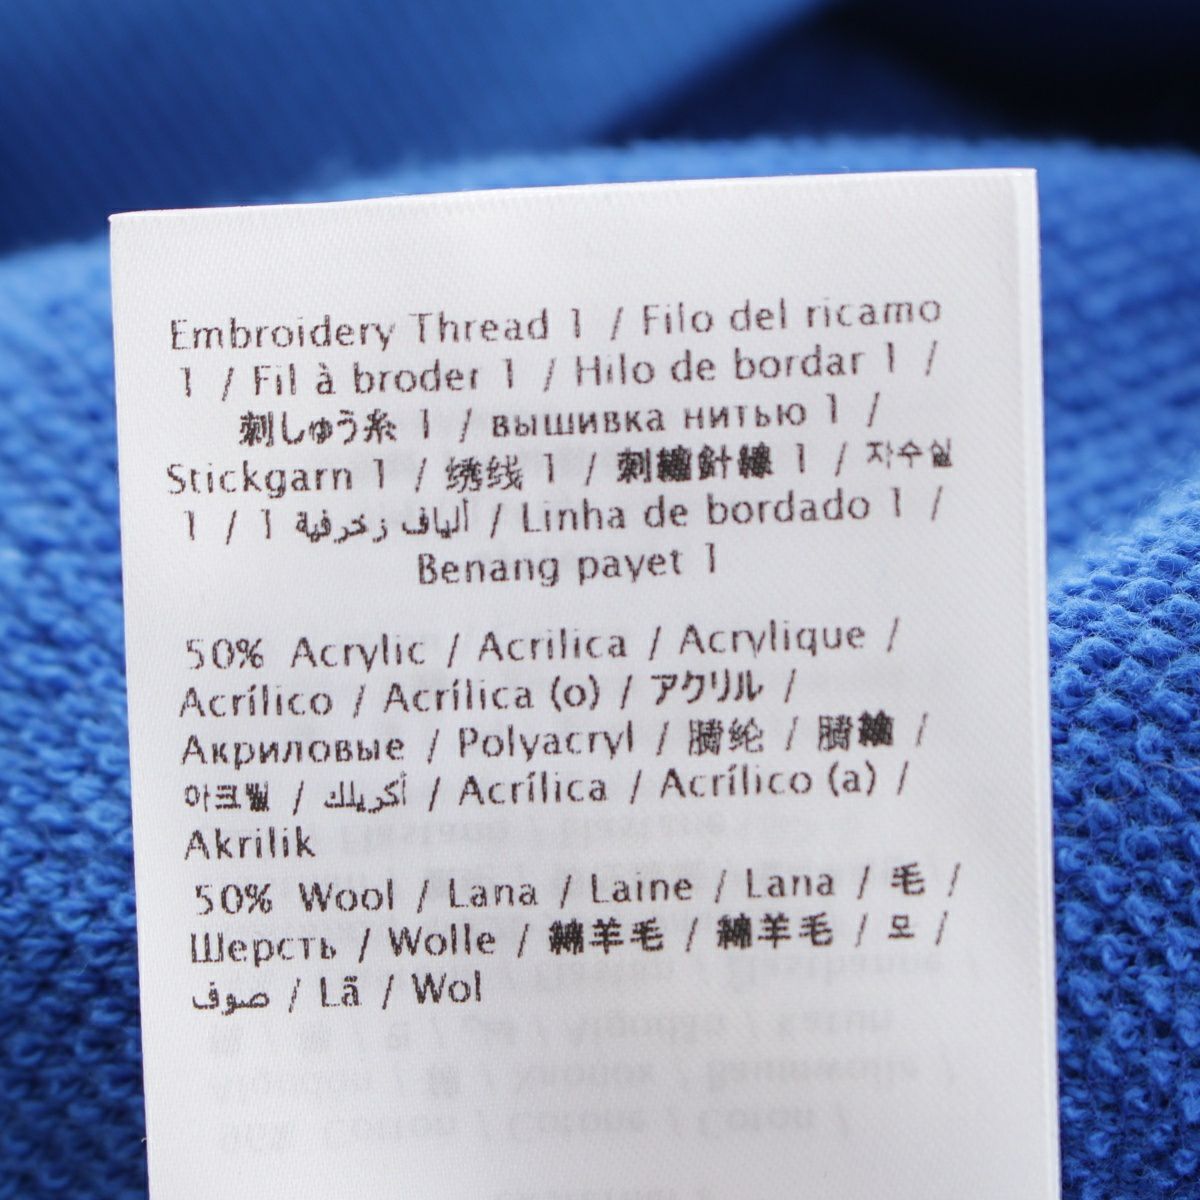 Embroidery Thread 1 / Filo del ricamo
1 / Fil à broder 1 / Hilo de bordar 1 /
刺しゅう糸 1 / вышивка нитью 1 /
Stickgarn 1 / 绣线 1 / 刺繡針線 1 / 자수실
1 / ألياف زخرفية 1 / Linha de bordado 1 /
Benang payet 1
50% Acrylic / Acrilica / Acrylique /
Acrílico / Acrílica (o) / アクリル /
Акриловые / Polyacryl / 腈纶 / 腈綸 /
아크릴 / أكريلك / Acrílica / Acrílico (a) /
Akrilik
50% Wool / Lana / Laine / Lana / 毛 /
Шерсть / Wolle / 綿羊毛 / 綿羊毛 / 모 /
صوف / Lã / Wol